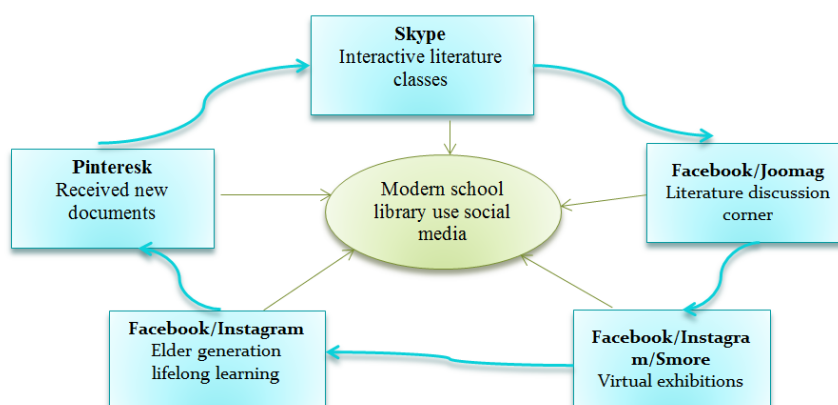 Skype
Interactive literature
classes
Pinteresk
Received new
documents
Modern school
library use social
media
Facebook/Joomag
Literature discussion
corner
Facebook/Instagram
Elder generation
lifelong learning
Facebook/Instagra
m/Smore
Virtual exhibitions